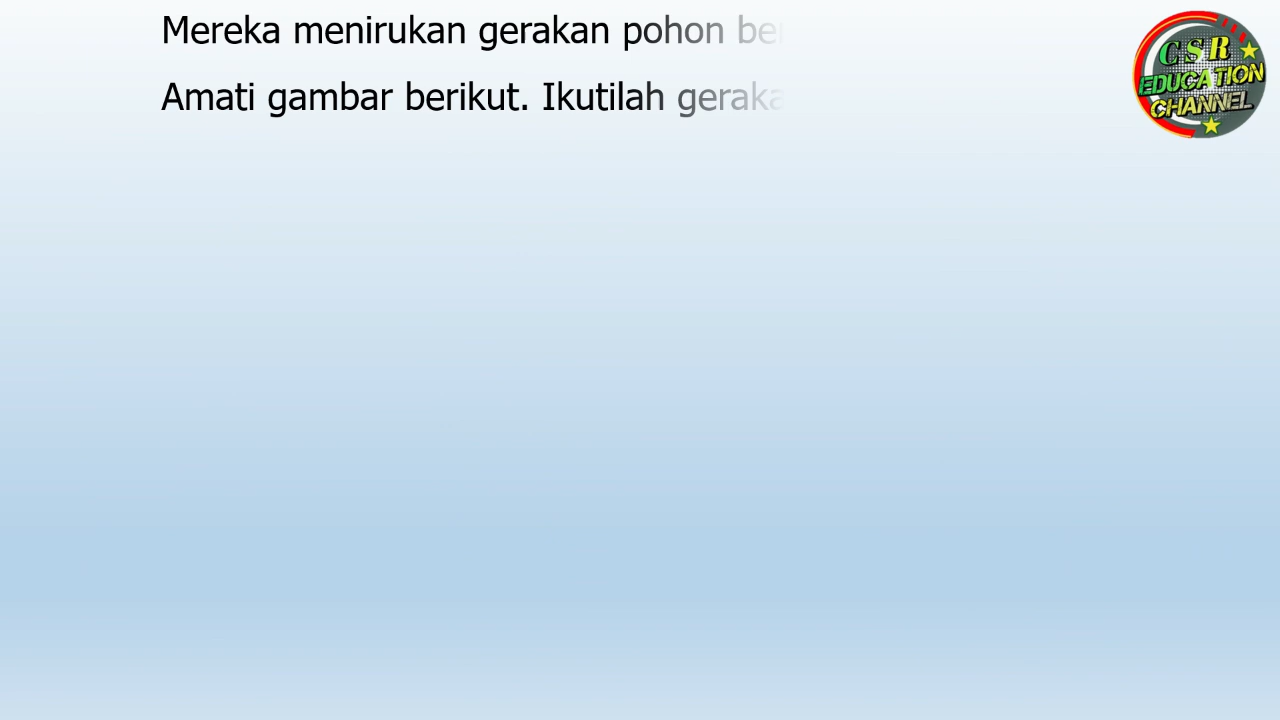 Mereka menirukan gerakan pohon
Amati gambar berikut. Ikutilah
CSR
EDUCATION
CHANNEL